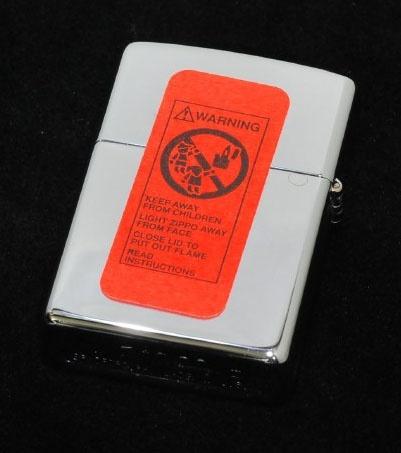 WARNING
KEEP AWAY
FROM CHILDREN
LIGHT ZIPPO AWAY
FROM FACE
CLOSE LID TO
PUT OUT FLAME
READ
INSTRUCTIONS